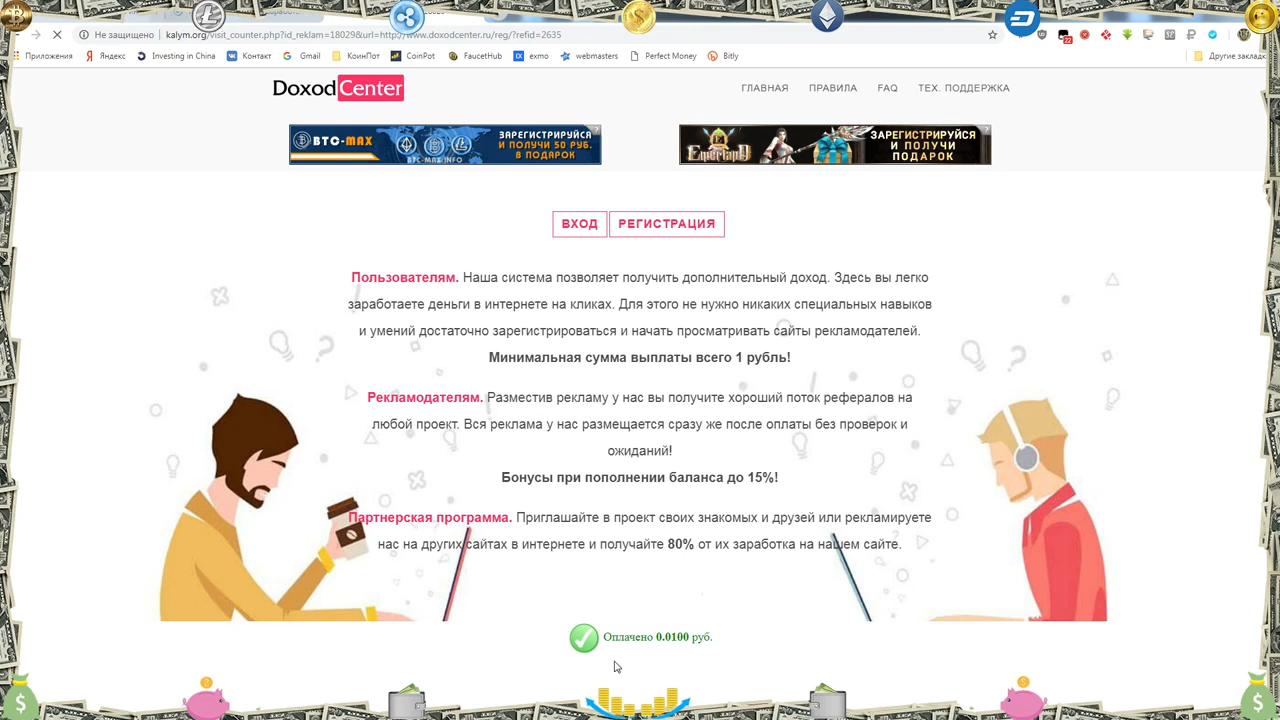 Не защищено | kalym.org/visit_counter.php?id_reklam=18029&url=http://www.doxodcenter.ru/reg/?refid=2635
22
Приложения Яндекс Investing in China Контакт Gmail КоинПот CoinPot FaucetHub exmo webmasters Perfect Money Bitly Другие закладк
DoxodCenter
ГЛАВНАЯ ПРАВИЛА FAQ ТЕХ. ПОДДЕРЖКА
BTC-MAX
ЗАРЕГИСТРИРУЙСЯ
И ПОЛУЧИ 50 РУБ.
В ПОДАРОК
BTC-MAX.INFO
Emerland
ЗАРЕГИСТРИРУЙСЯ
И ПОЛУЧИ
ПОДАРОК
ВХОД РЕГИСТРАЦИЯ
Пользователям. Наша система позволяет получить дополнительный доход. Здесь вы легко
заработаете деньги в интернете на кликах. Для этого не нужно никаких специальных навыков
и умений достаточно зарегистрироваться и начать просматривать сайты рекламодателей.
Минимальная сумма выплаты всего 1 рубль!
Рекламодателям. Разместив рекламу у нас вы получите хороший поток рефералов на
любой проект. Вся реклама у нас размещается сразу же после оплаты без проверок и
ожиданий!
Бонусы при пополнении баланса до 15%!
Партнерская программа. Приглашайте в проект своих знакомых и друзей или рекламируете
нас на других сайтах в интернете и получайте 80% от их заработка на нашем сайте.
Оплачено 0.0100 руб.